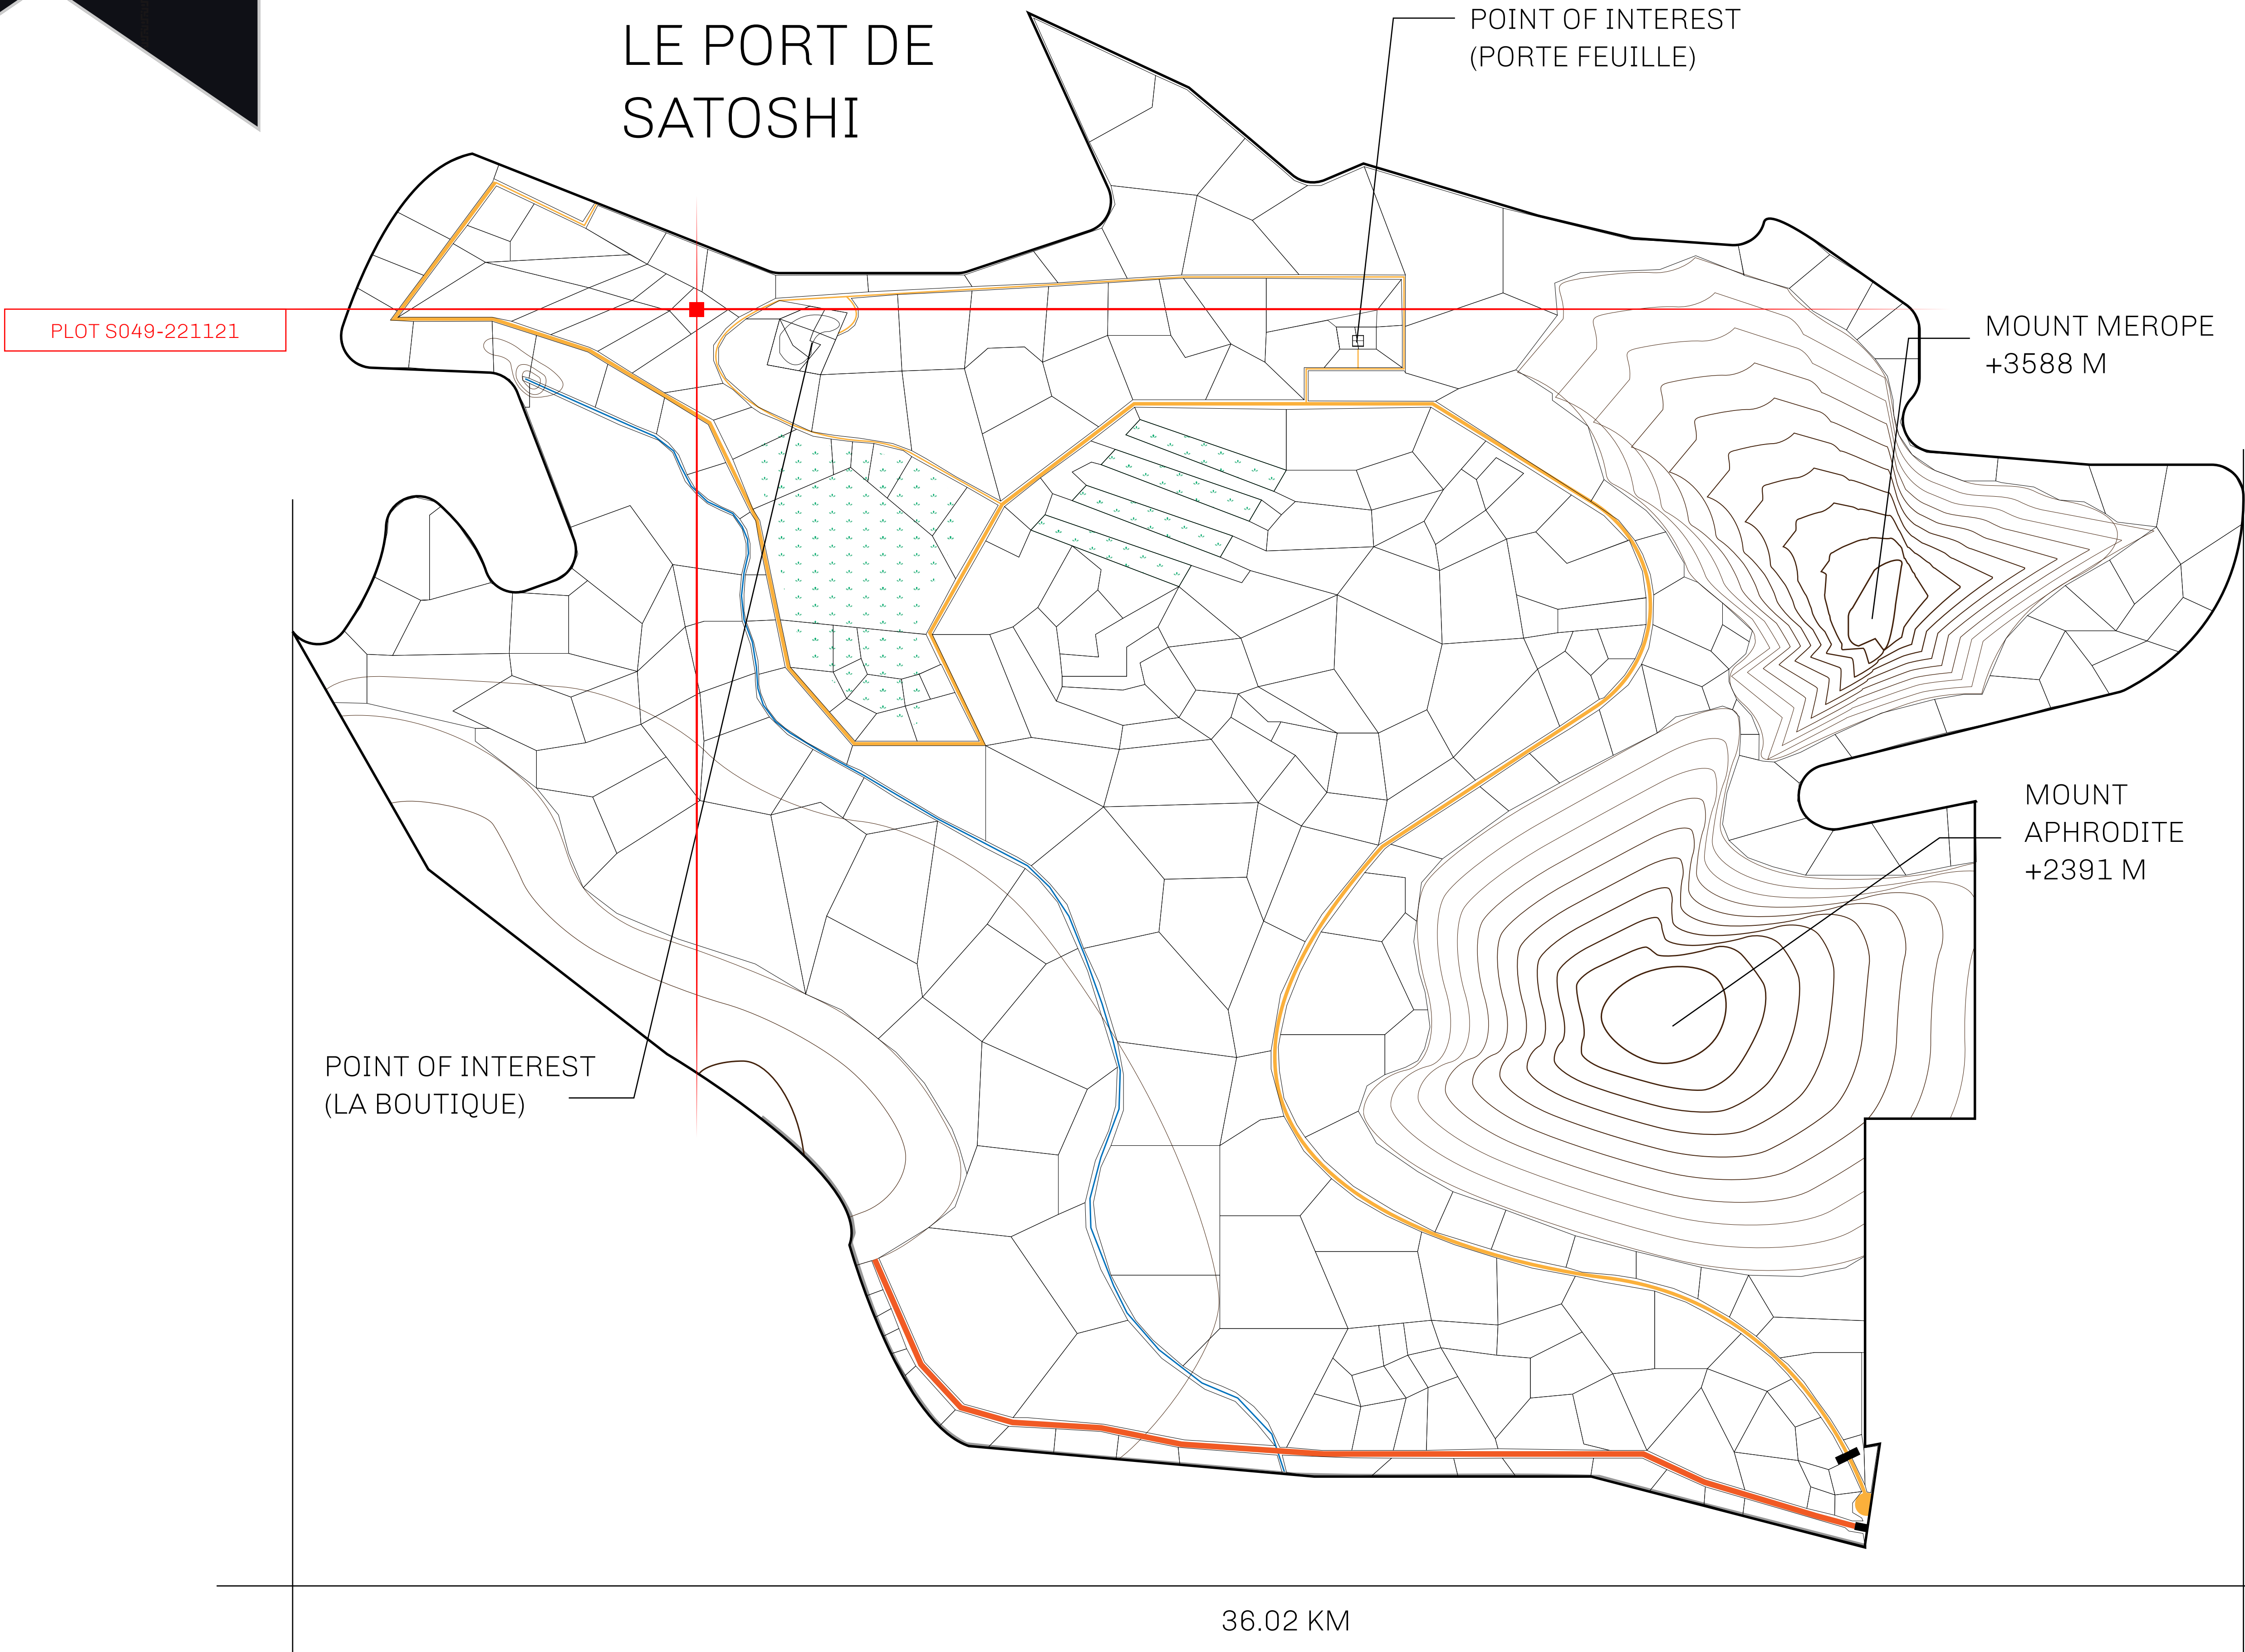 LE PORT DE
SATOSHI
POINT OF INTEREST
(PORTE FEUILLE)
PLOT S049-221121
MOUNT MEROPE
+3588 M
MOUNT
APHRODITE
+2391 M
POINT OF INTEREST
(LA BOUTIQUE)
36.02 KM